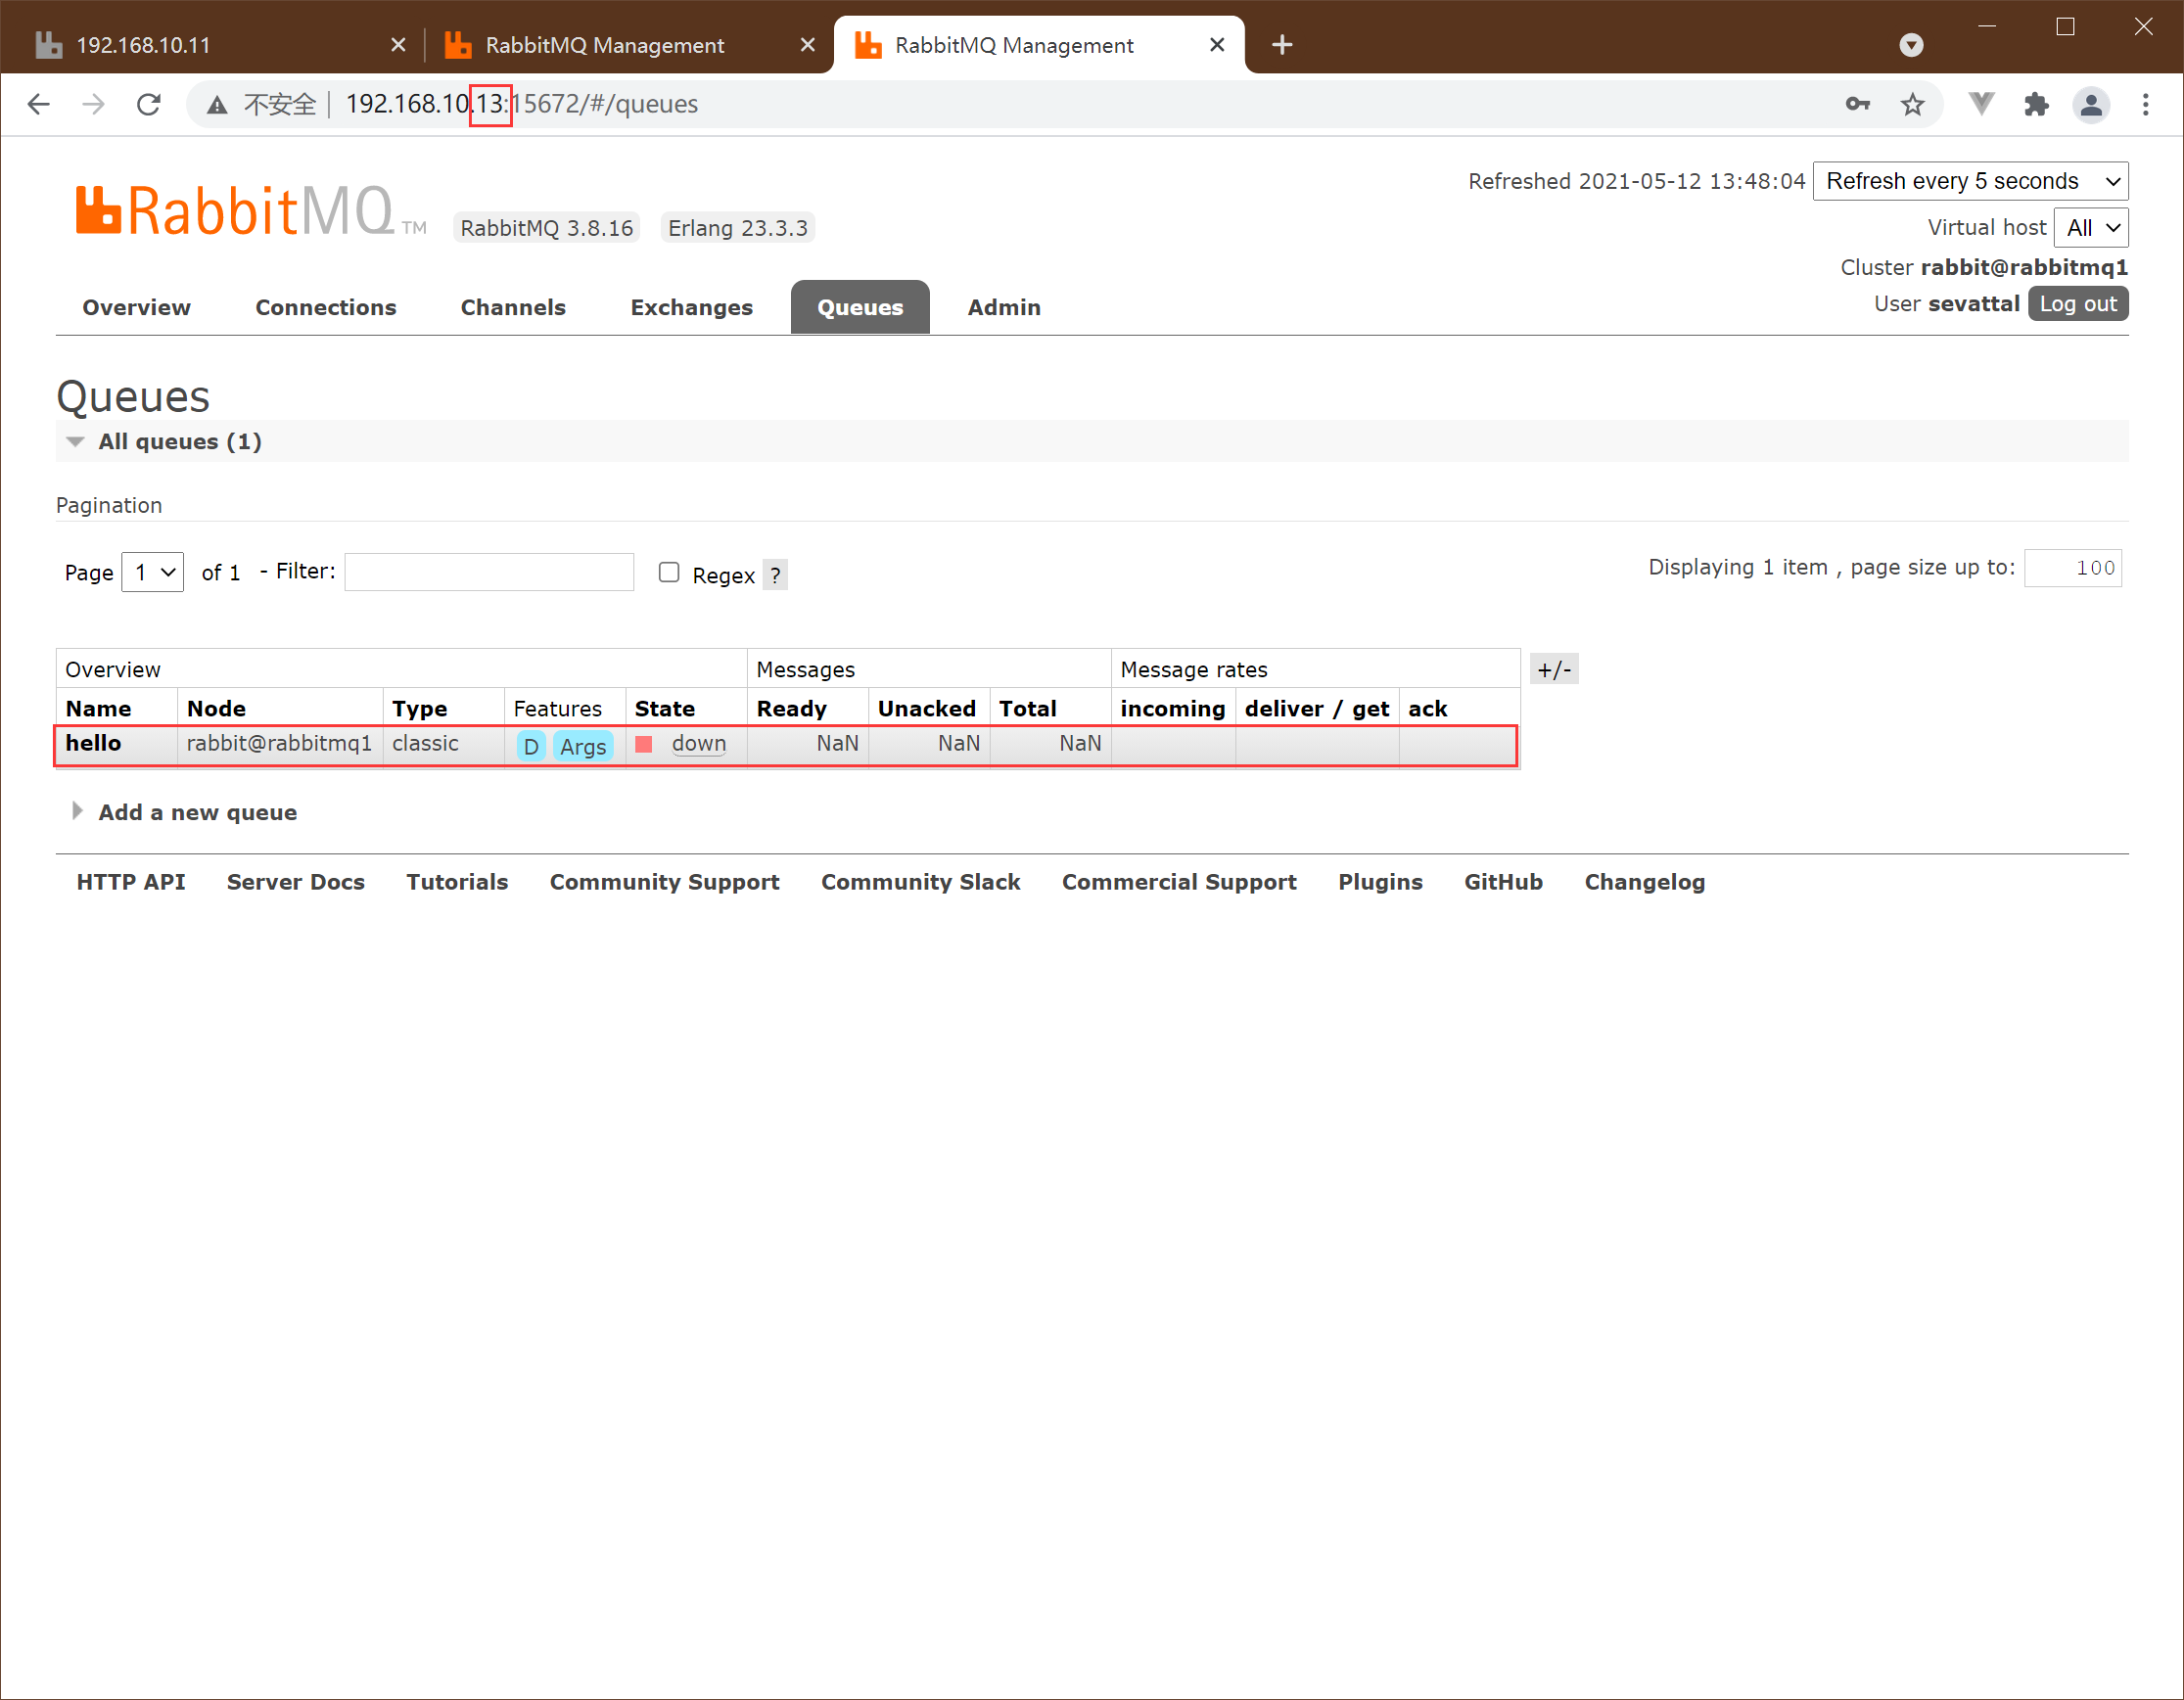 192.168.10.11 RabbitMQ Management RabbitMQ Management
不安全 192.168.10.13:15672/#/queues
Refreshed 2021-05-12 13:48:04 Refresh every 5 seconds
RabbitMQ TM RabbitMQ 3.8.16 Erlang 23.3.3
Virtual host All
Cluster rabbit@rabbitmq1
User sevattal Log out
Overview Connections Channels Exchanges Queues Admin
Queues
All queues (1)
Pagination
Page 1 of 1 - Filter: Regex ? Displaying 1 item , page size up to: 100
Overview Messages Message rates +/-
Name Node Type Features State Ready Unacked Total incoming deliver / get ack
hello rabbit@rabbitmq1 classic D Args down NaN NaN NaN
Add a new queue
HTTP API Server Docs Tutorials Community Support Community Slack Commercial Support Plugins GitHub Changelog